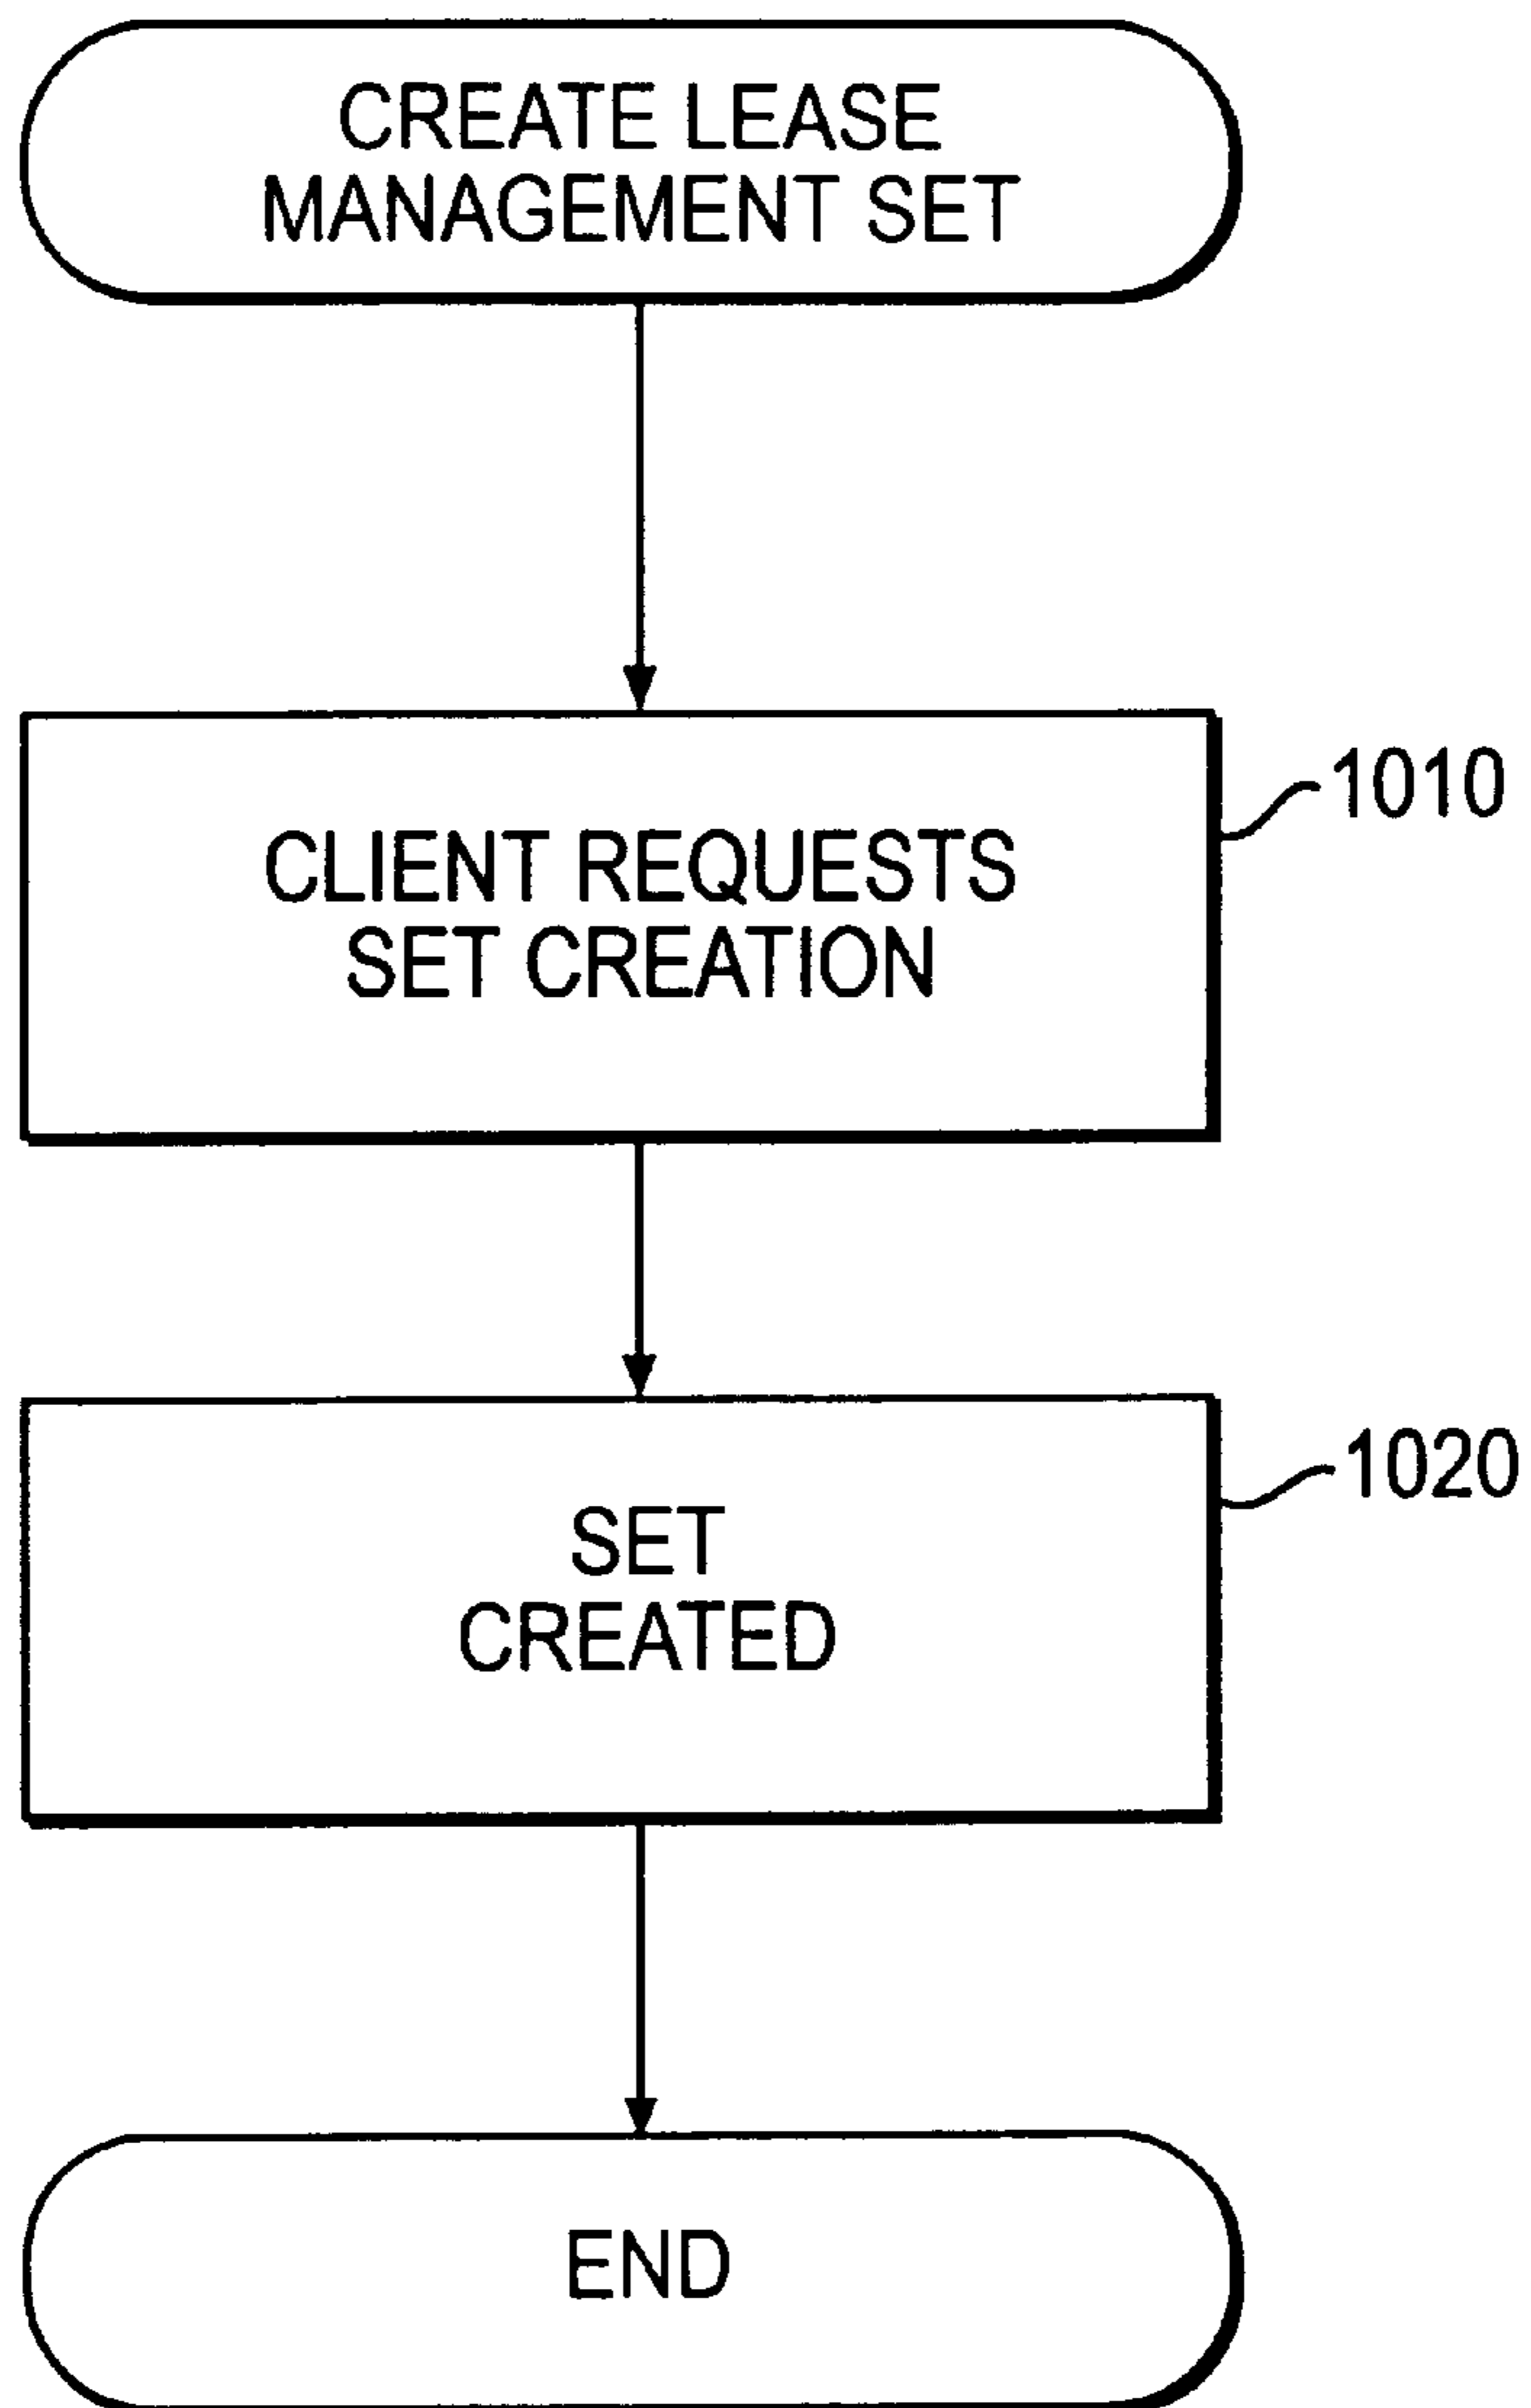 CREATE LEASE
MANAGEMENT SET
1010
CLIENT REQUESTS
SET CREATION
1020
SET
CREATED
END